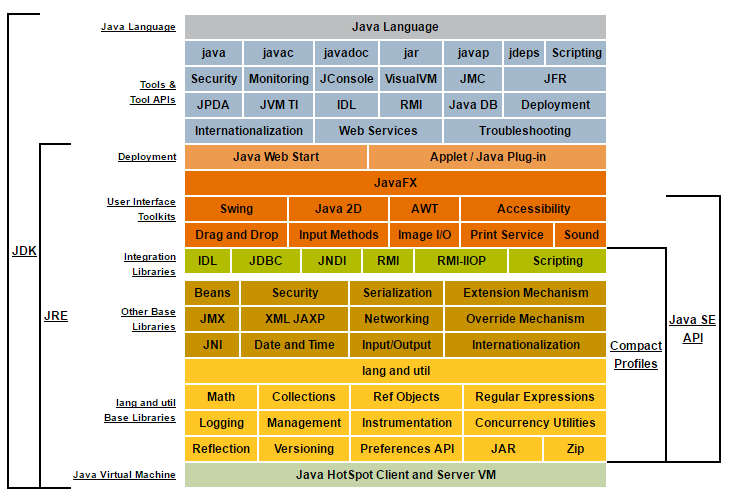 Java Language Java Language
java javac javadoc jar javap jdeps Scripting
Tools & Tool APIs
Security Monitoring JConsole VisualVM JMC JFR
JPDA JVM TI IDL RMI Java DB Deployment
Internationalization Web Services Troubleshooting
Deployment Java Web Start Applet / Java Plug-in
JavaFX
User Interface Toolkits
Swing Java 2D AWT Accessibility
Drag and Drop Input Methods Image I/O Print Service Sound
Integration Libraries
IDL JDBC JNDI RMI RMI-IIOP Scripting
Beans Security Serialization Extension Mechanism
Other Base Libraries
JMX XML JAXP Networking Override Mechanism
JNI Date and Time Input/Output Internationalization
lang and util
lang and util Base Libraries
Math Collections Ref Objects Regular Expressions
Logging Management Instrumentation Concurrency Utilities
Reflection Versioning Preferences API JAR Zip
Java Virtual Machine Java HotSpot Client and Server VM
JDK
JRE
Compact Profiles
Java SE API